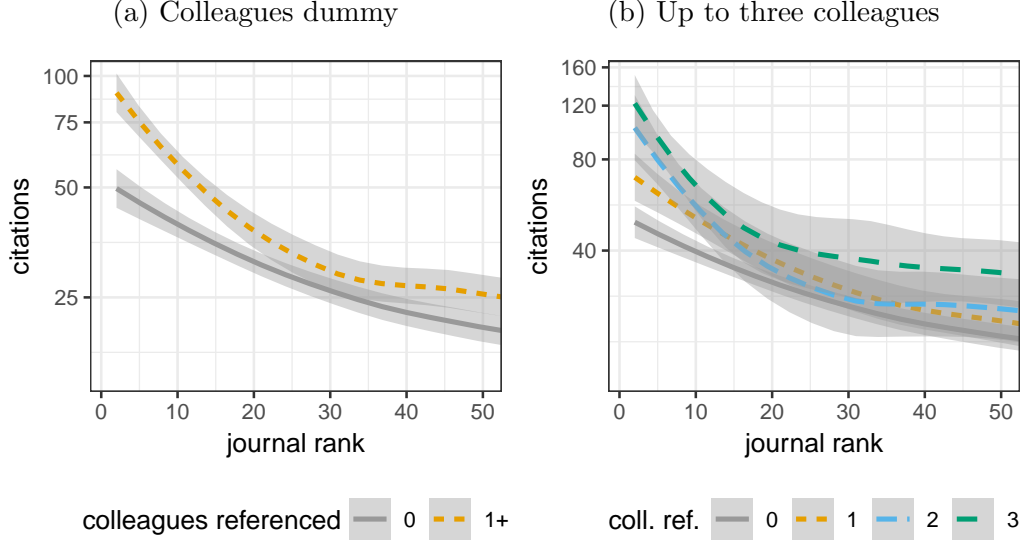 (a) Colleagues dummy
(b) Up to three colleagues
100
75
50
25
citations
0 10 20 30 40 50
journal rank
160
120
80
40
citations
0 10 20 30 40 50
journal rank
colleagues referenced 0 1+
coll. ref. 0 1 2 3